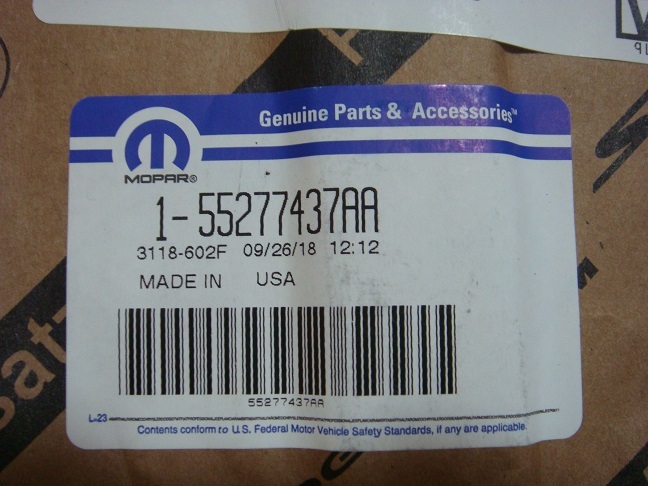 Genuine Parts & Accessories™
MOPAR®
1-55277437AA
3118-602F 09/26/18 12:12
MADE IN USA
55277437AA
L-23
Contents conform to U.S. Federal Motor Vehicle Safety Standards, if any are applicable.